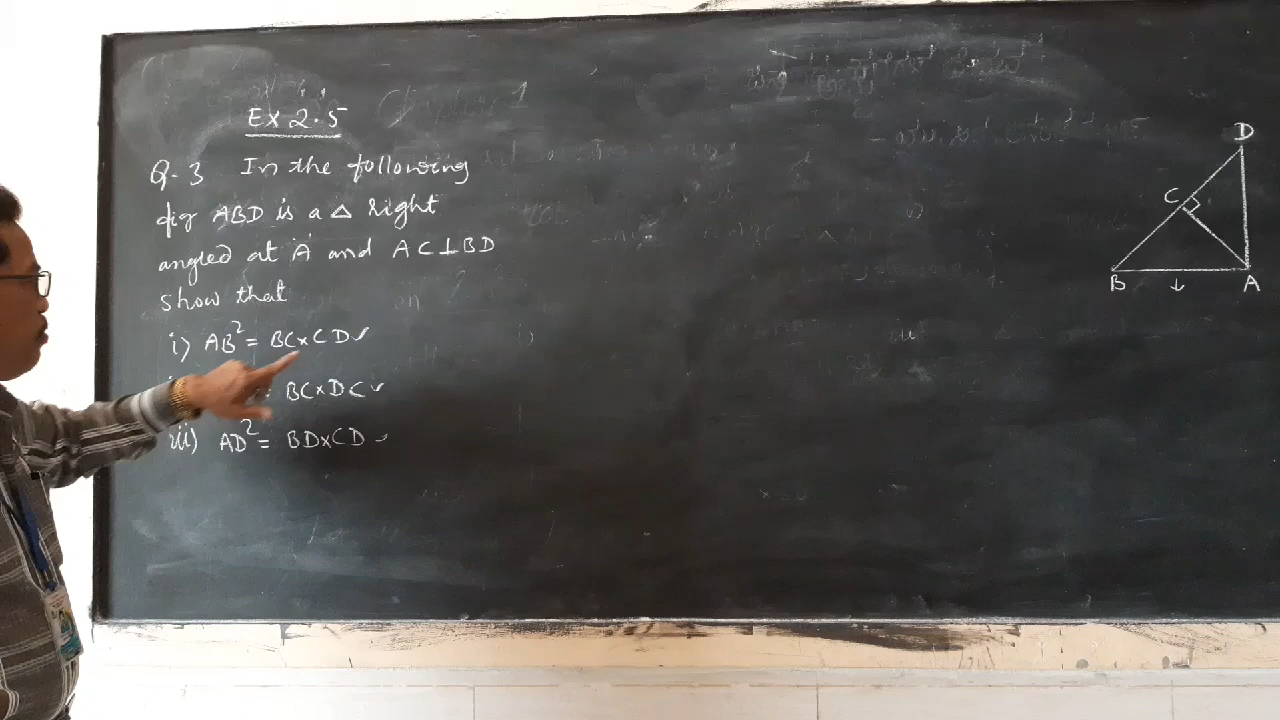 Ex 2.5
Q.3 In the following
fig ABD is a △ right
angled at A and AC⊥BD
show that
i) AB² = BC×CD✓
= BC×DC✓
iii) AD² = BD×CD✓
D
C
B
A